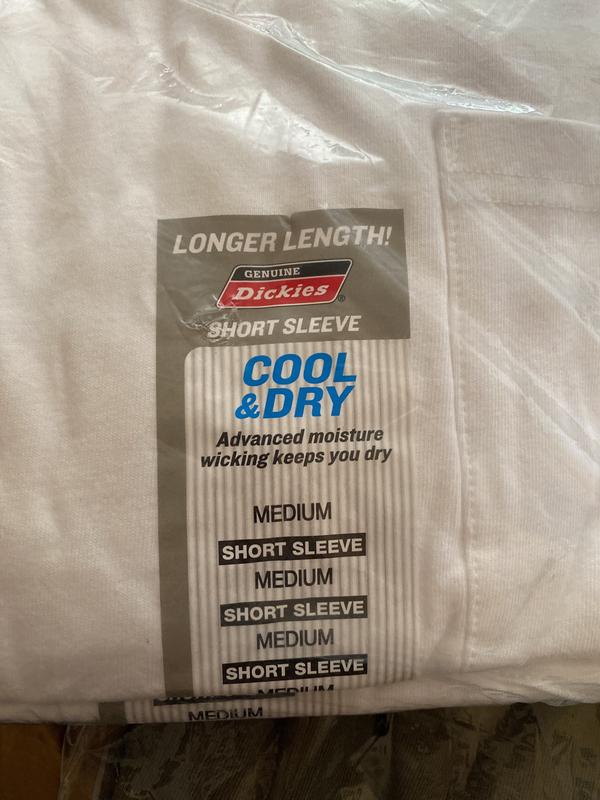 LONGER LENGTH!
GENUINE
Dickies®
SHORT SLEEVE
COOL
&DRY
Advanced moisture
wicking keeps you dry
MEDIUM
SHORT SLEEVE
MEDIUM
SHORT SLEEVE
MEDIUM
SHORT SLEEVE
MEDIUM
MEDIUM